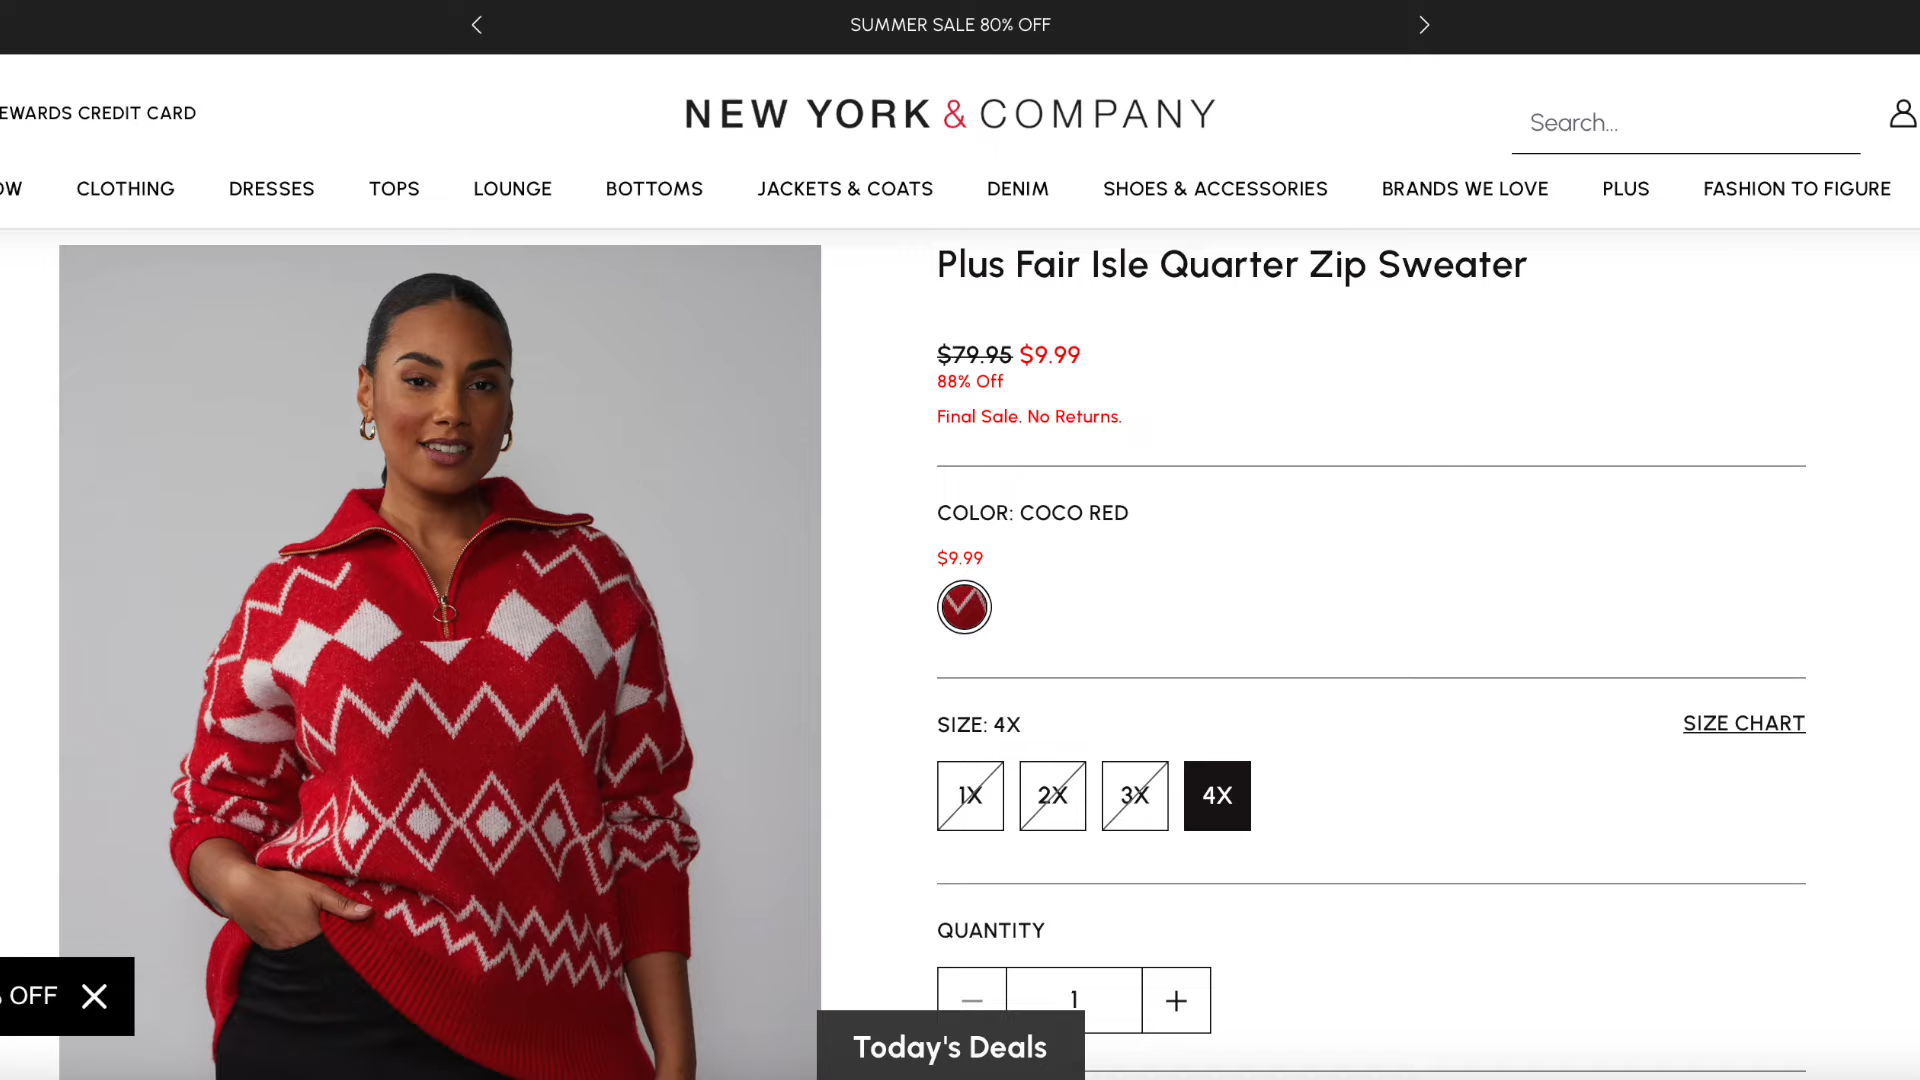 SUMMER SALE 80% OFF
EWARDS CREDIT CARD
NEW YORK & COMPANY
Search...
OW CLOTHING DRESSES TOPS LOUNGE BOTTOMS JACKETS & COATS DENIM SHOES & ACCESSORIES BRANDS WE LOVE PLUS FASHION TO FIGURE
Plus Fair Isle Quarter Zip Sweater
$79.95 $9.99
88% Off
Final Sale. No Returns.
COLOR: COCO RED
$9.99
SIZE: 4X
SIZE CHART
1X 2X 3X 4X
QUANTITY
1
OFF
Today's Deals